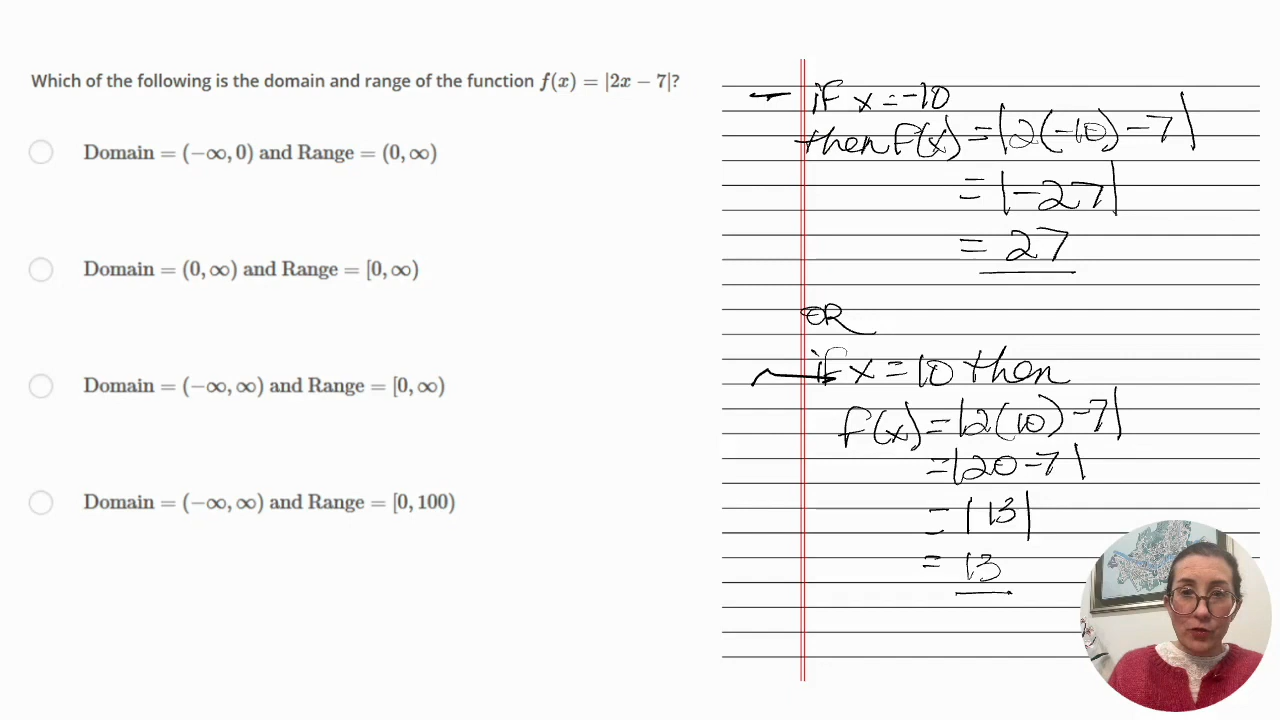 Which of the following is the domain and range of the function f(x) = |2x − 7|?
Domain = (−∞, 0) and Range = (0, ∞)
Domain = (0, ∞) and Range = [0, ∞)
Domain = (−∞, ∞) and Range = [0, ∞)
Domain = (−∞, ∞) and Range = [0, 100)
− if x = -10
then f(x) = |2(-10) - 7|
= |-27|
= 27
OR
if x = 10 then
f(x) = |2(10) - 7|
= |20 - 7|
= |13|
= 13